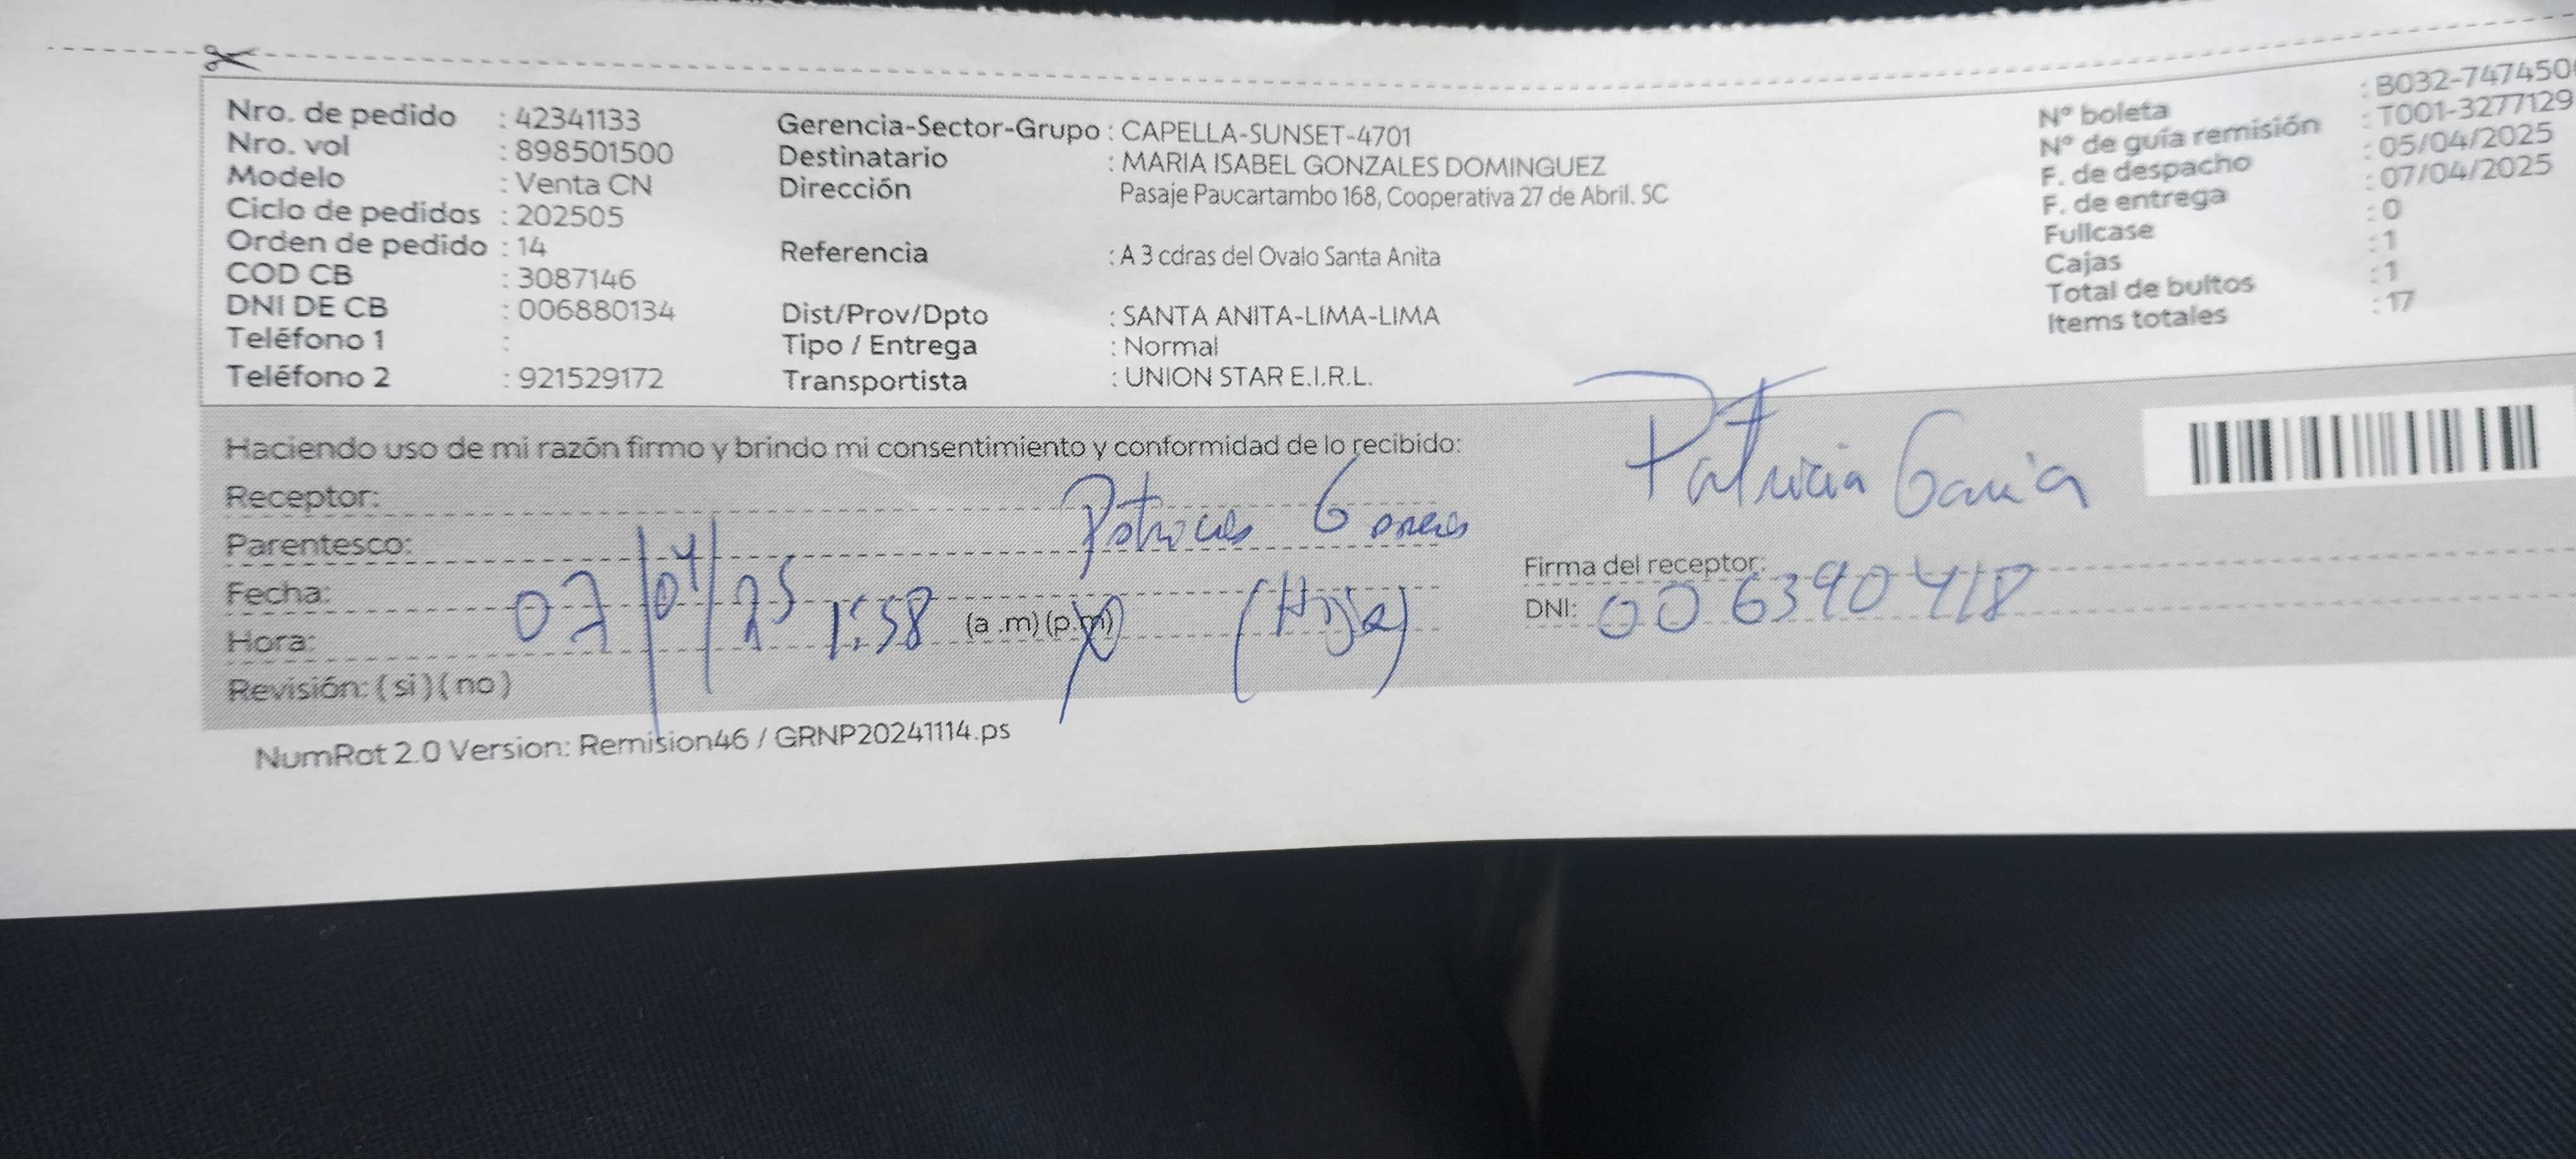 Nro. de pedido : 42341133
Nro. vol : 898501500
Modelo : Venta CN
Ciclo de pedidos : 202505
Orden de pedido : 14
COD CB : 3087146
DNI DE CB : 006880134
Teléfono 1 :
Teléfono 2 : 921529172
Gerencia-Sector-Grupo : CAPELLA-SUNSET-4701
Destinatario : MARIA ISABEL GONZALES DOMINGUEZ
Dirección Pasaje Paucartambo 168, Cooperativa 27 de Abril. SC
Referencia : A 3 cdras del Ovalo Santa Anita
Dist/Prov/Dpto : SANTA ANITA-LIMA-LIMA
Tipo / Entrega : Normal
Transportista : UNION STAR E.I.R.L.
N° boleta : B032-747450
N° de guía remisión : T001-3277129
F. de despacho : 05/04/2025
F. de entrega : 07/04/2025
Fullcase : 0
Cajas : 1
Total de bultos : 1
Items totales : 17
Haciendo uso de mi razón firmo y brindo mi consentimiento y conformidad de lo recibido:
Receptor:
Parentesco:
Fecha: 07/04/25
Hora: 1:58 (a .m) (p.m) (Hija)
Revisión: ( si ) ( no )
Patricia Garcia
Firma del receptor:
DNI: 006390418
NumRot 2.0 Version: Remision46 / GRNP20241114.ps